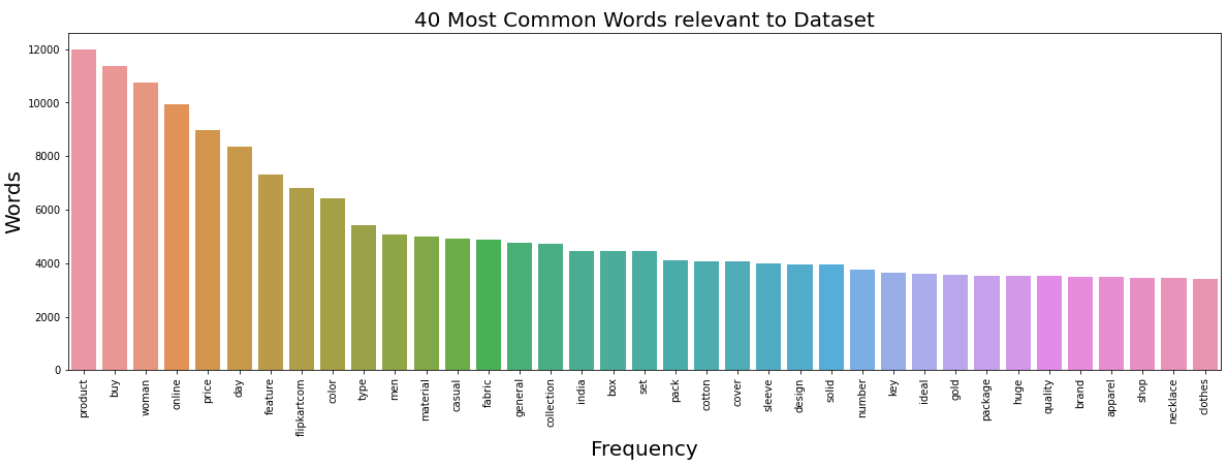 40 Most Common Words relevant to Dataset
12000
10000
8000
6000
4000
2000
0
Words
product
buy
woman
online
price
day
feature
flipkartcom
color
type
men
material
casual
fabric
general
collection
india
box
set
pack
cotton
cover
sleeve
design
solid
number
key
ideal
gold
package
huge
quality
brand
apparel
shop
necklace
clothes
Frequency